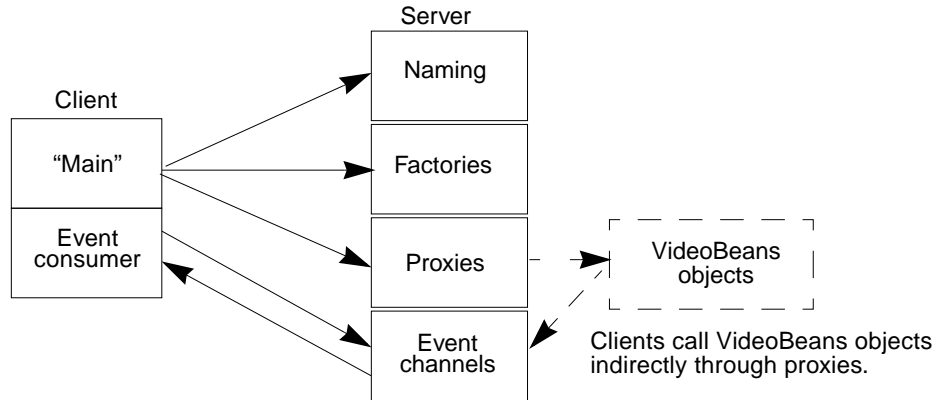 Server
Naming
Client
“Main”
Factories
Event
consumer
Proxies
VideoBeans
objects
Event
channels
Clients call VideoBeans objects
indirectly through proxies.